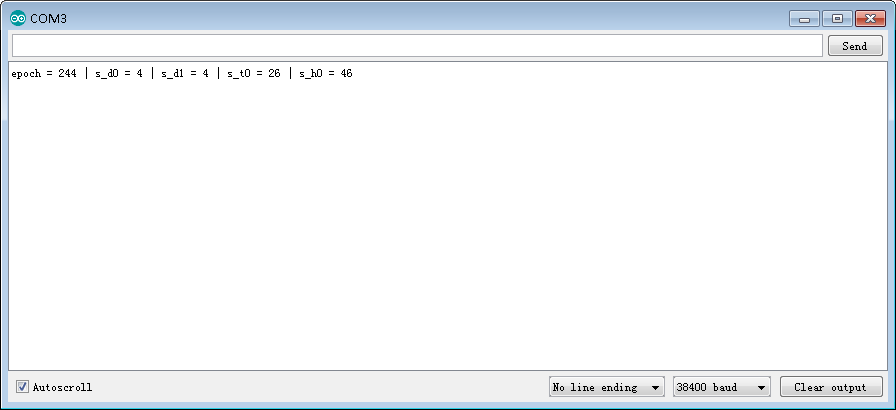 COM3
Send
epoch = 244 | s_d0 = 4 | s_d1 = 4 | s_t0 = 26 | s_h0 = 46
Autoscroll
No line ending
38400 baud
Clear output